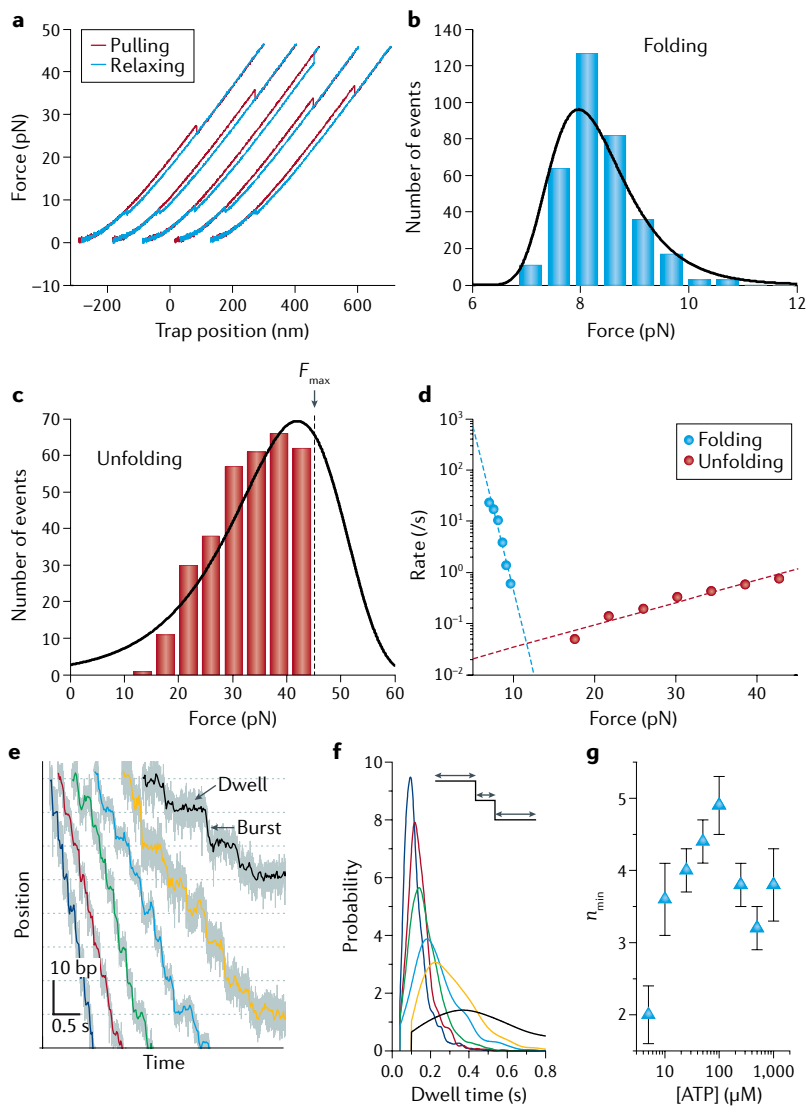 a
Pulling
Relaxing
50
40
30
20
10
0
−10
Force (pN)
−200 0 200 400 600
Trap position (nm)
b
Folding
140
120
100
80
60
40
20
0
Number of events
6 8 10 12
Force (pN)
c
Unfolding
F max
70
60
50
40
30
20
10
0
Number of events
0 10 20 30 40 50 60
Force (pN)
d
Folding
Unfolding
10³
10²
10¹
10⁰
10⁻¹
10⁻²
Rate (/s)
10 20 30 40
Force (pN)
e
Dwell
Burst
Position
10 bp
0.5 s
Time
f
10
8
6
4
2
0
Probability
0.0 0.2 0.4 0.6 0.8
Dwell time (s)
g
5
4
3
2
n min
10 100 1,000
[ATP] (µM)